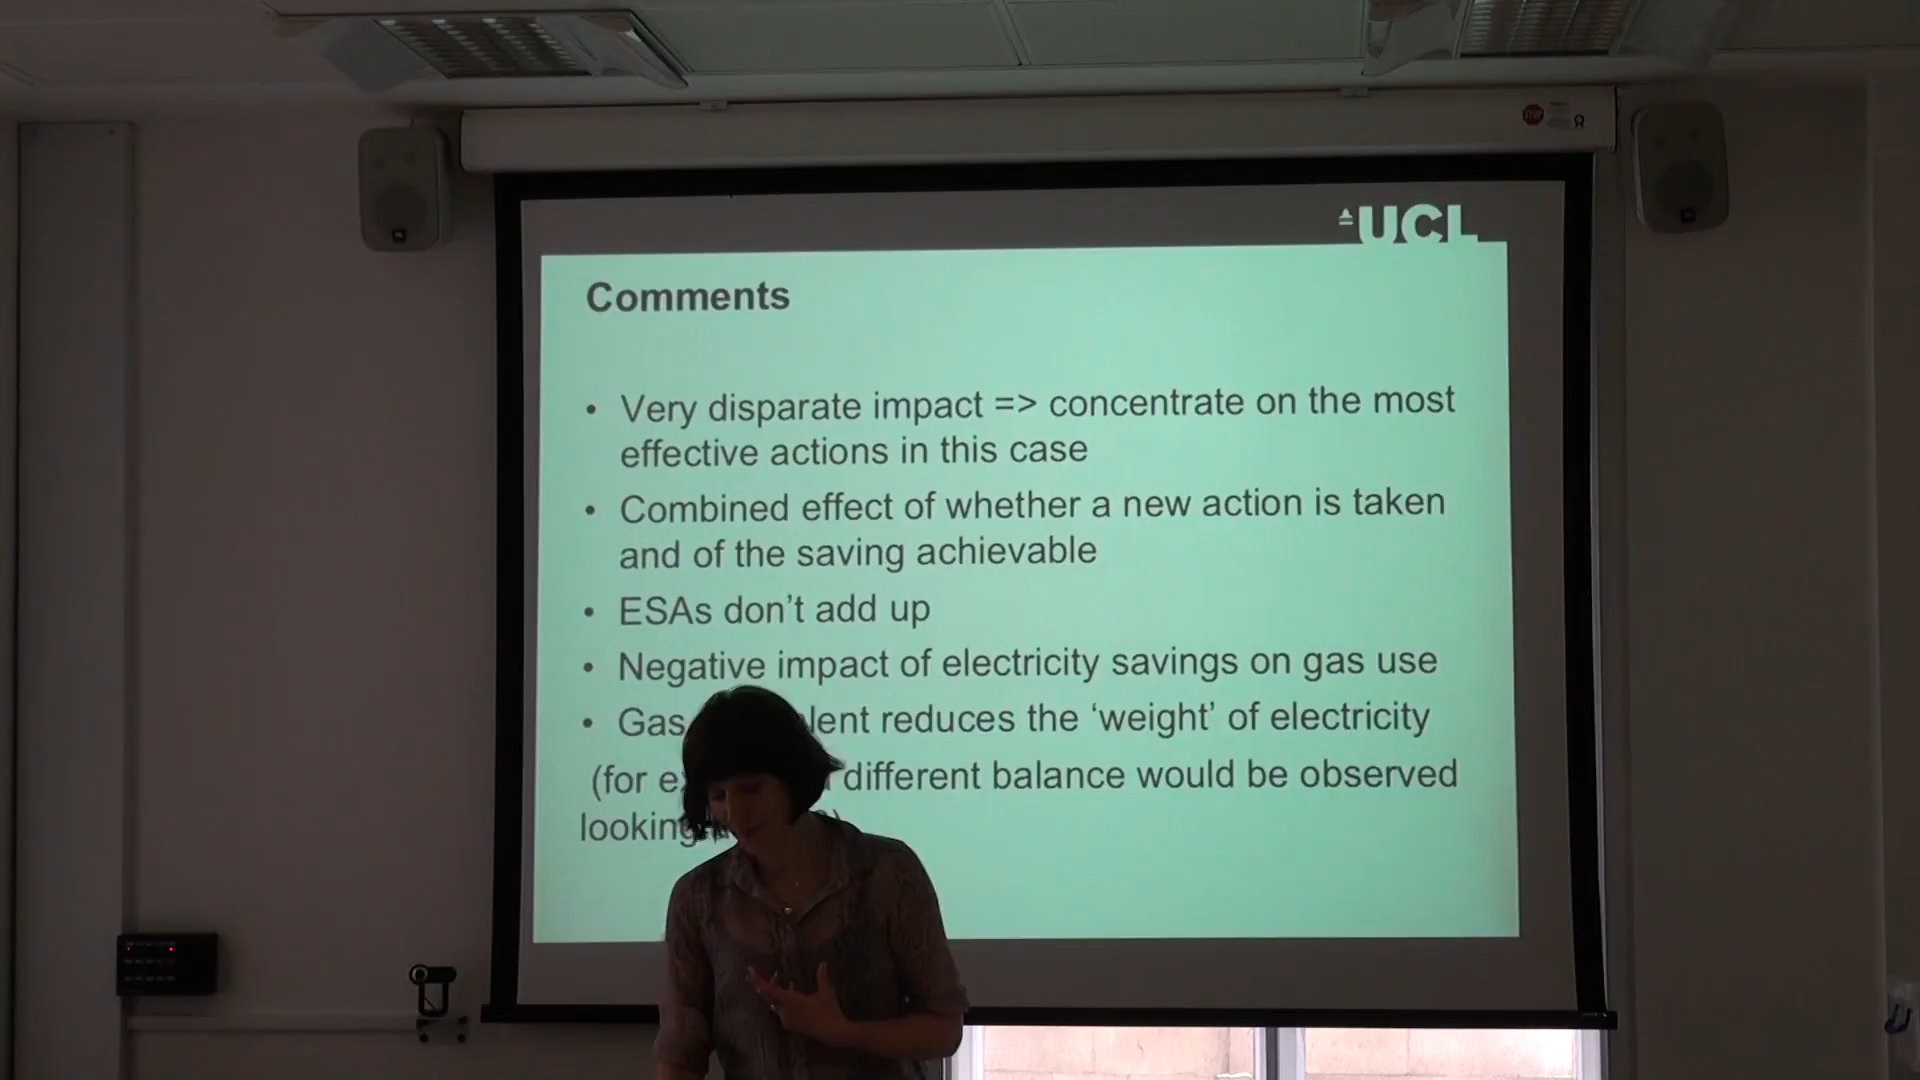 STOP
UCL
Comments
• Very disparate impact => concentrate on the most
effective actions in this case
• Combined effect of whether a new action is taken
and of the saving achievable
• ESAs don’t add up
• Negative impact of electricity savings on gas use
• Gas reduces the ‘weight’ of electricity
(for different balance would be observed
looking